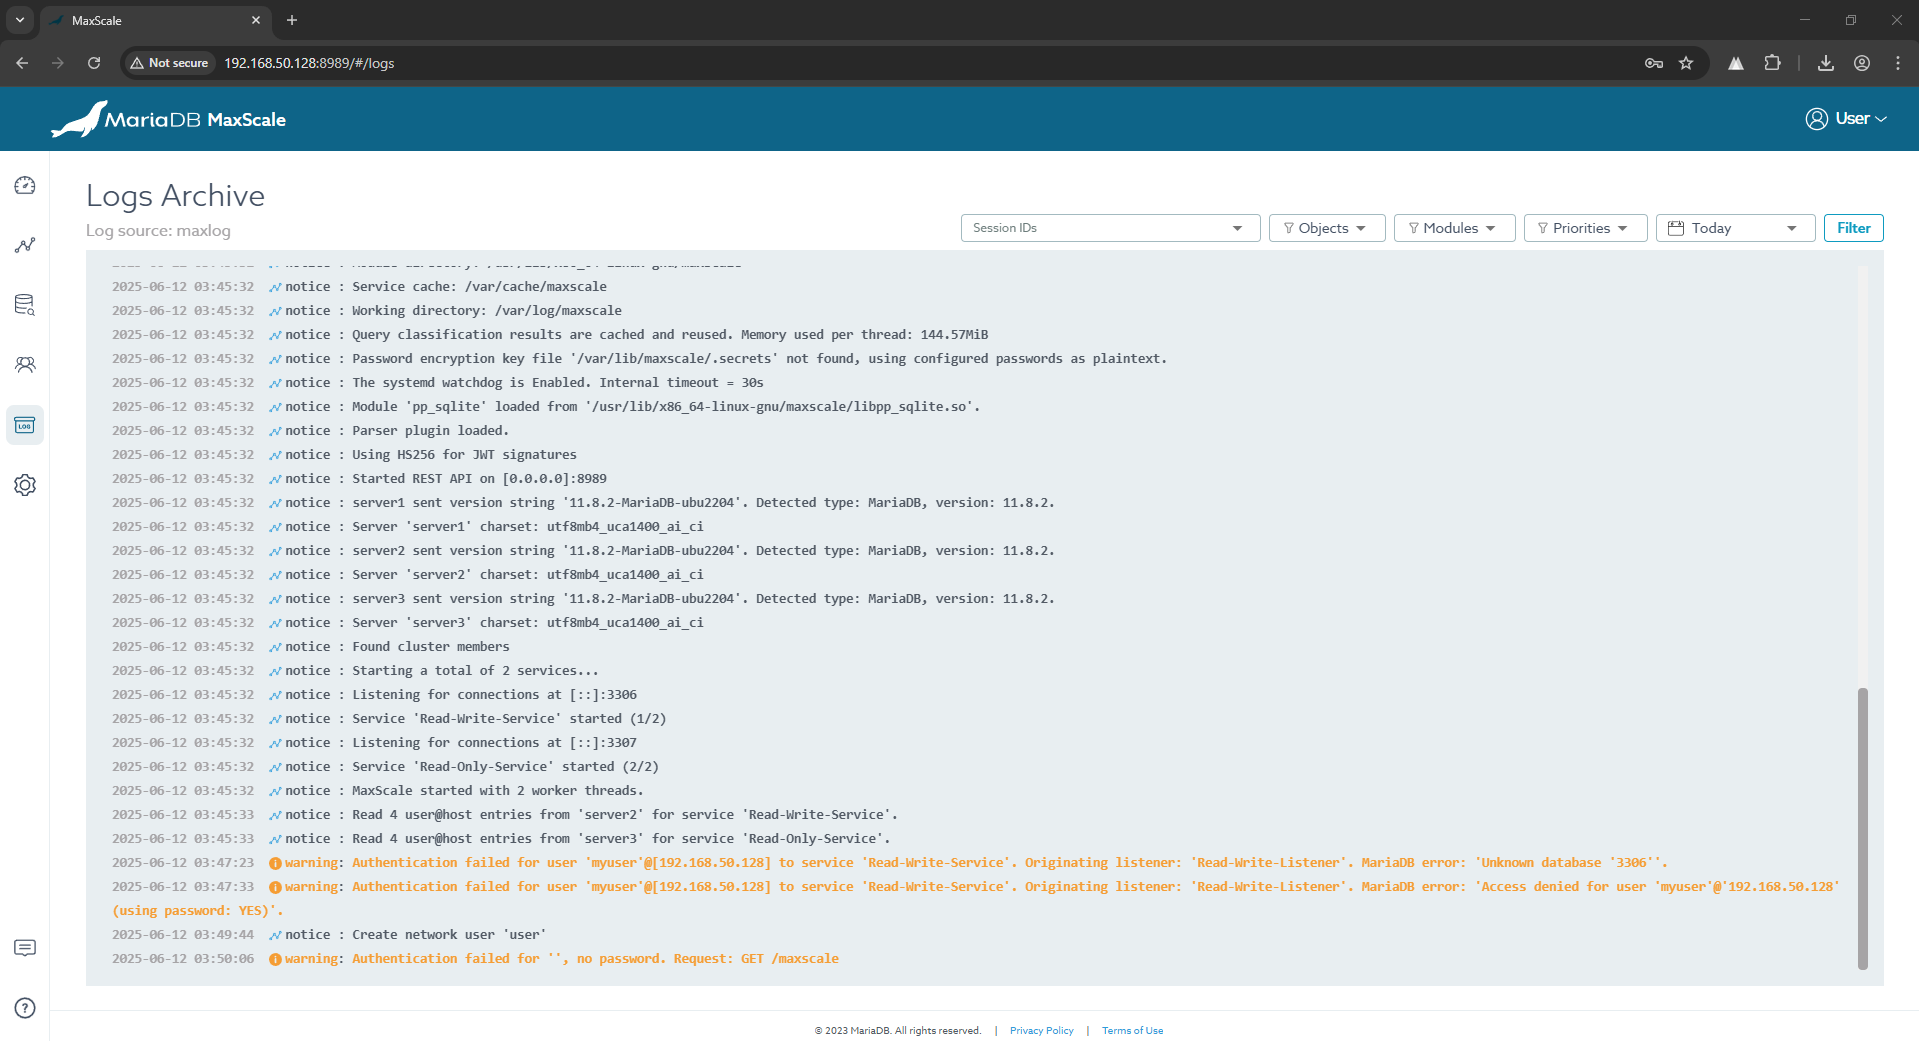 MaxScale
Not secure
192.168.50.128:8989/#/logs
MariaDB MaxScale
User
Logs Archive
Log source: maxlog
Session IDs
Objects
Modules
Priorities
Today
Filter
2025-06-12 03:45:32 notice : Service cache: /var/cache/maxscale
2025-06-12 03:45:32 notice : Working directory: /var/log/maxscale
2025-06-12 03:45:32 notice : Query classification results are cached and reused. Memory used per thread: 144.57MiB
2025-06-12 03:45:32 notice : Password encryption key file '/var/lib/maxscale/.secrets' not found, using configured passwords as plaintext.
2025-06-12 03:45:32 notice : The systemd watchdog is Enabled. Internal timeout = 30s
2025-06-12 03:45:32 notice : Module 'pp_sqlite' loaded from '/usr/lib/x86_64-linux-gnu/maxscale/libpp_sqlite.so'.
2025-06-12 03:45:32 notice : Parser plugin loaded.
2025-06-12 03:45:32 notice : Using HS256 for JWT signatures
2025-06-12 03:45:32 notice : Started REST API on [0.0.0.0]:8989
2025-06-12 03:45:32 notice : server1 sent version string '11.8.2-MariaDB-ubu2204'. Detected type: MariaDB, version: 11.8.2.
2025-06-12 03:45:32 notice : Server 'server1' charset: utf8mb4_uca1400_ai_ci
2025-06-12 03:45:32 notice : server2 sent version string '11.8.2-MariaDB-ubu2204'. Detected type: MariaDB, version: 11.8.2.
2025-06-12 03:45:32 notice : Server 'server2' charset: utf8mb4_uca1400_ai_ci
2025-06-12 03:45:32 notice : server3 sent version string '11.8.2-MariaDB-ubu2204'. Detected type: MariaDB, version: 11.8.2.
2025-06-12 03:45:32 notice : Server 'server3' charset: utf8mb4_uca1400_ai_ci
2025-06-12 03:45:32 notice : Found cluster members
2025-06-12 03:45:32 notice : Starting a total of 2 services...
2025-06-12 03:45:32 notice : Listening for connections at [::]:3306
2025-06-12 03:45:32 notice : Service 'Read-Write-Service' started (1/2)
2025-06-12 03:45:32 notice : Listening for connections at [::]:3307
2025-06-12 03:45:32 notice : Service 'Read-Only-Service' started (2/2)
2025-06-12 03:45:32 notice : MaxScale started with 2 worker threads.
2025-06-12 03:45:33 notice : Read 4 user@host entries from 'server2' for service 'Read-Write-Service'.
2025-06-12 03:45:33 notice : Read 4 user@host entries from 'server3' for service 'Read-Only-Service'.
2025-06-12 03:47:23 warning: Authentication failed for user 'myuser'@[192.168.50.128] to service 'Read-Write-Service'. Originating listener: 'Read-Write-Listener'. MariaDB error: 'Unknown database '3306''.
2025-06-12 03:47:33 warning: Authentication failed for user 'myuser'@[192.168.50.128] to service 'Read-Write-Service'. Originating listener: 'Read-Write-Listener'. MariaDB error: 'Access denied for user 'myuser'@'192.168.50.128'
(using password: YES)'.
2025-06-12 03:49:44 notice : Create network user 'user'
2025-06-12 03:50:06 warning: Authentication failed for '', no password. Request: GET /maxscale
LOG
© 2023 MariaDB. All rights reserved. | Privacy Policy | Terms of Use